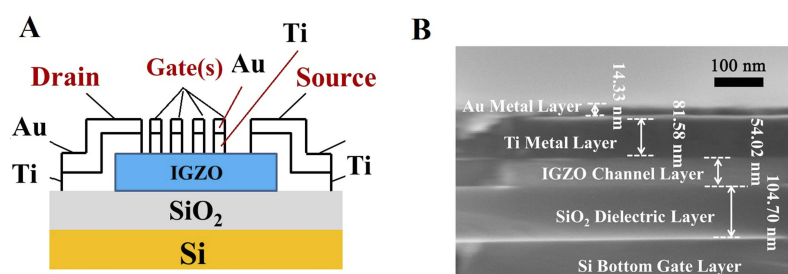 A
Ti
Drain
Gate(s)
Au
Source
Au
Ti
IGZO
Ti
SiO₂
Si
B
100 nm
14.33 nm
81.58 nm
54.02 nm
104.70 nm
Au Metal Layer
Ti Metal Layer
IGZO Channel Layer
SiO₂ Dielectric Layer
Si Bottom Gate Layer